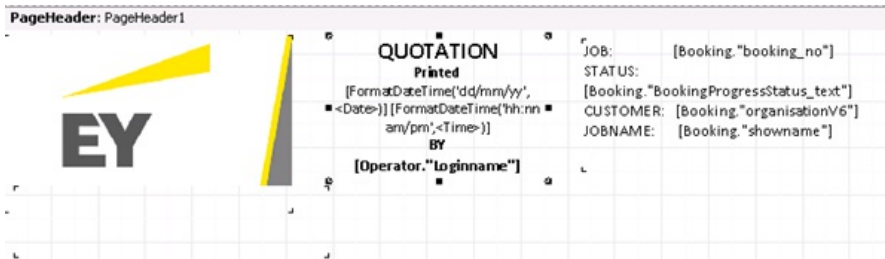 PageHeader: PageHeader1
EY
QUOTATION
Printed
[FormatDateTime('dd/mm/yy',
<Date>)] [FormatDateTime('hh:nn
am/pm',<Time>)]
BY
[Operator."Loginname"]
JOB: [Booking."booking_no"]
STATUS:
[Booking."BookingProgressStatus_text"]
CUSTOMER: [Booking."organisationV6"]
JOBNAME: [Booking."showname"]